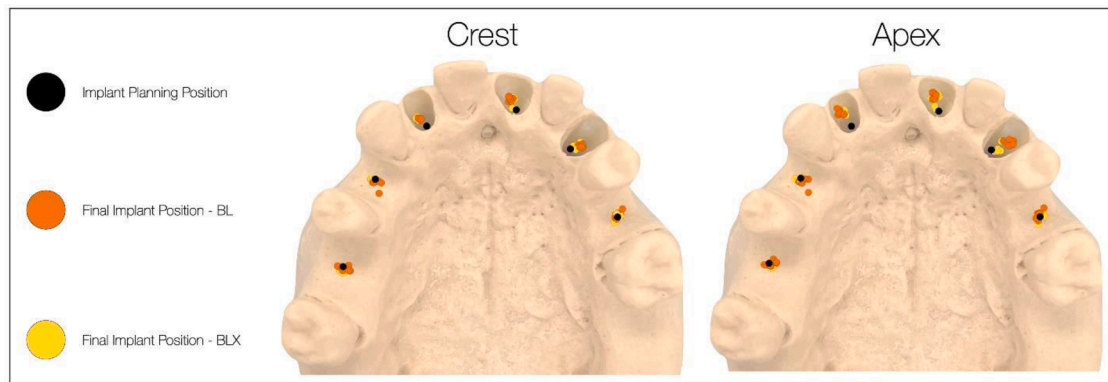 Crest
Apex
Implant Planning Position
Final Implant Position - BL
Final Implant Position - BLX